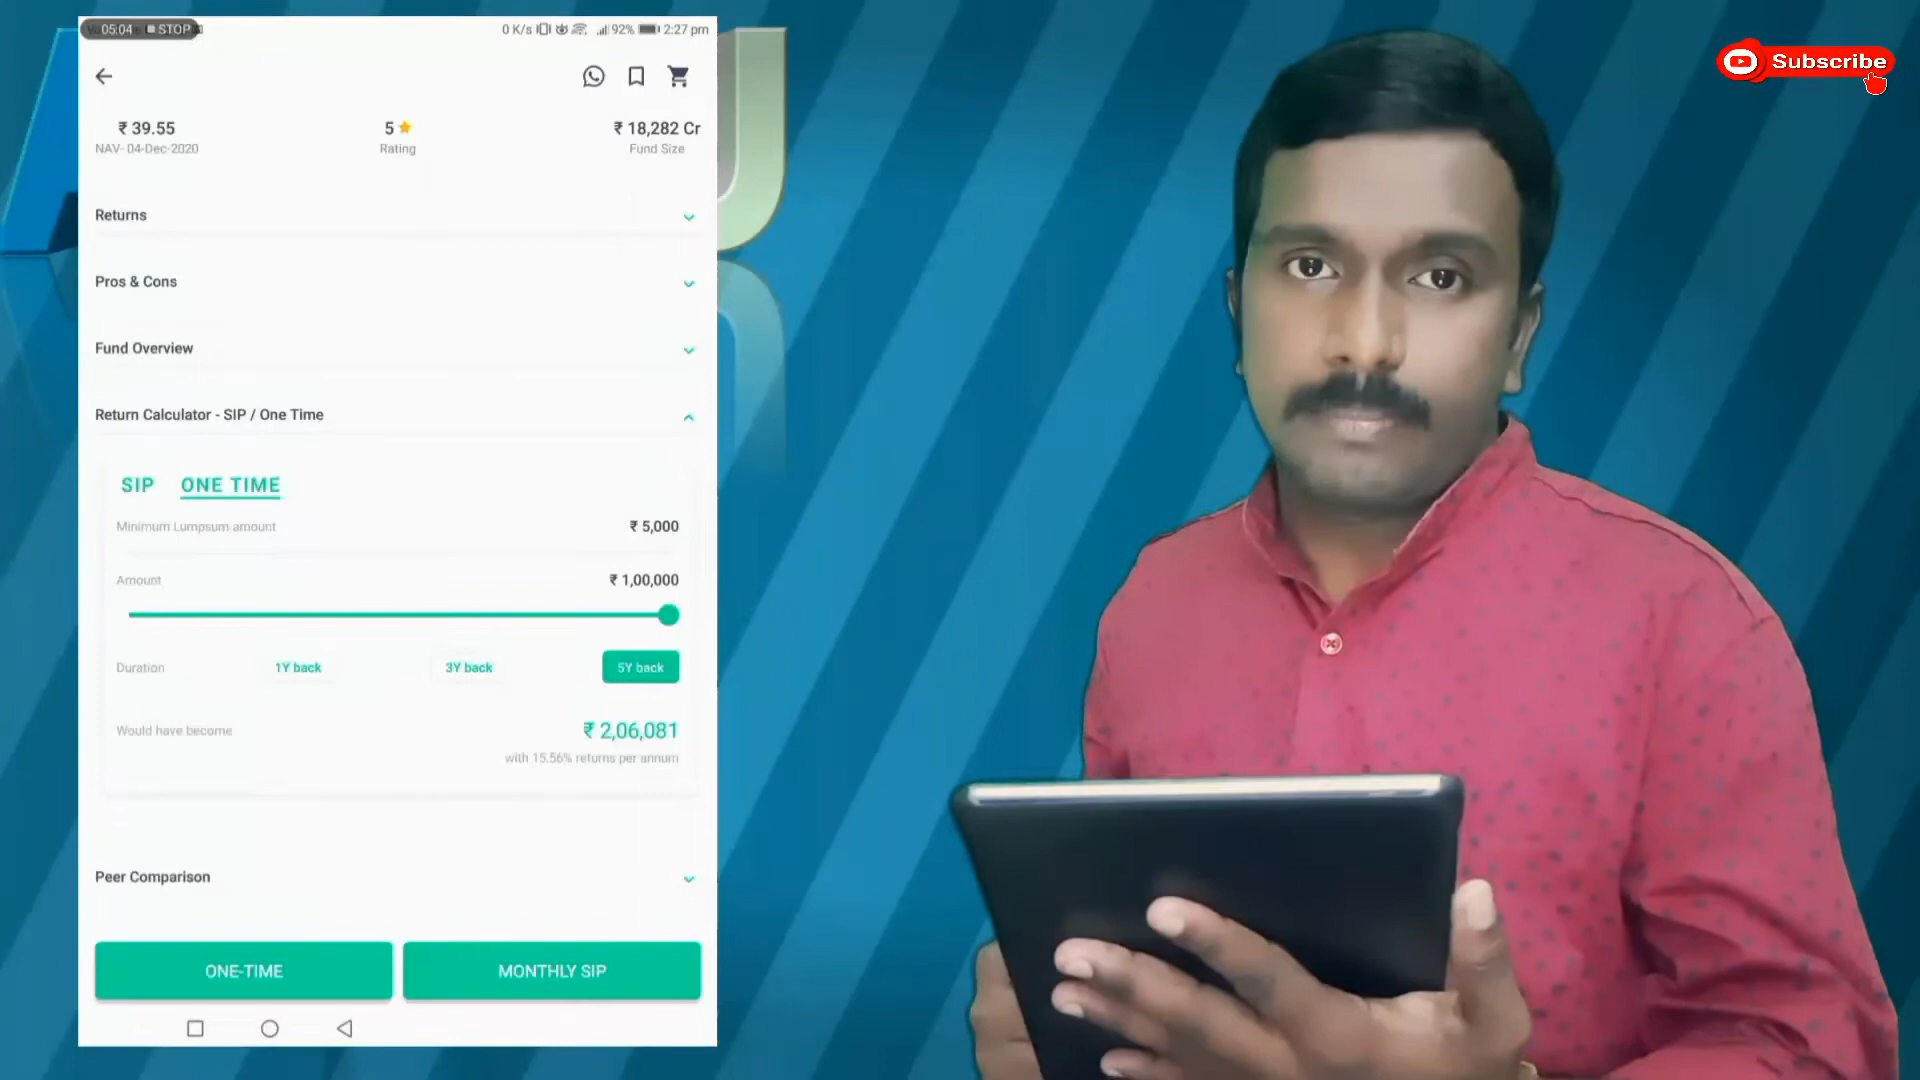 05:04 STOP
0 K/s 92% 2:27 pm
Subscribe
₹ 39.55
5
₹ 18,282 Cr
NAV- 04-Dec-2020
Rating
Fund Size
Returns
Pros & Cons
Fund Overview
Return Calculator - SIP / One Time
SIP ONE TIME
Minimum Lumpsum amount ₹ 5,000
Amount ₹ 1,00,000
Duration 1Y back 3Y back 5Y back
Would have become ₹ 2,06,081
with 15.56% returns per annum
Peer Comparison
ONE-TIME MONTHLY SIP